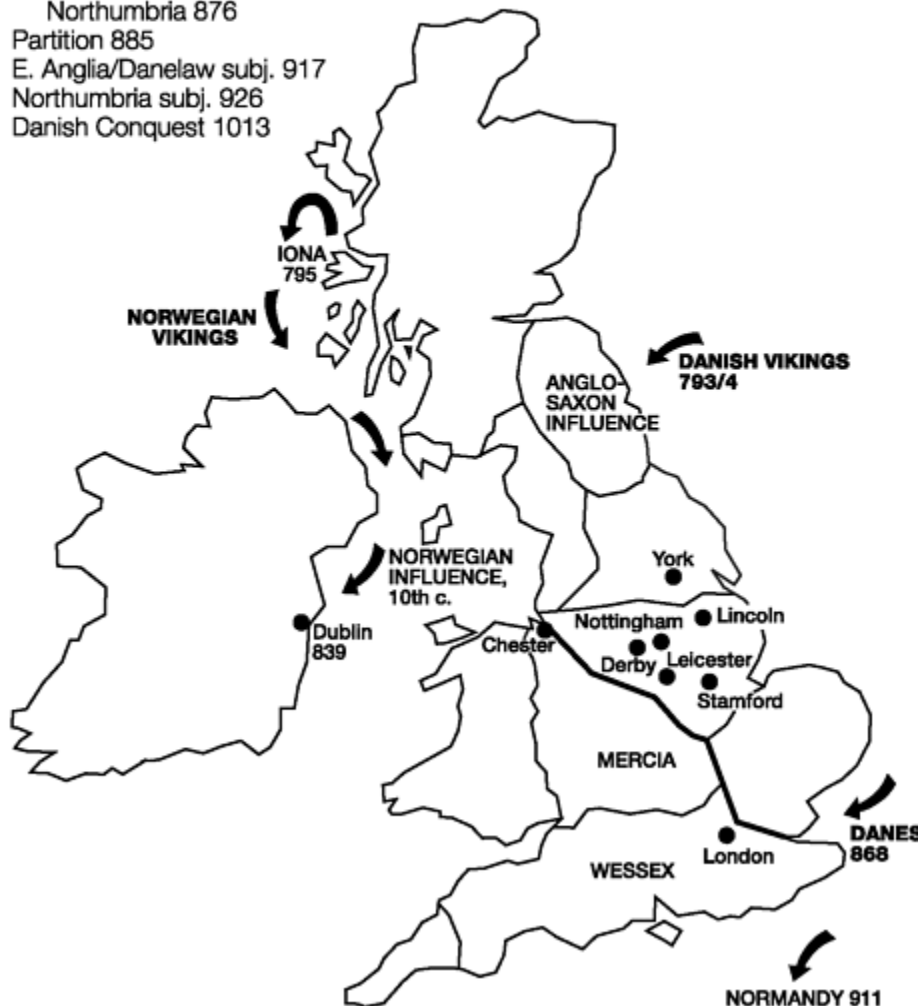 Northumbria 876
Partition 885
E. Anglia/Danelaw subj. 917
Northumbria subj. 926
Danish Conquest 1013
IONA
795
NORWEGIAN
VIKINGS
DANISH VIKINGS
793/4
ANGLO-
SAXON
INFLUENCE
NORWEGIAN
INFLUENCE,
10th c.
York
Dublin
839
Chester
Nottingham
Lincoln
Derby
Leicester
Stamford
MERCIA
DANES
868
London
WESSEX
NORMANDY 911